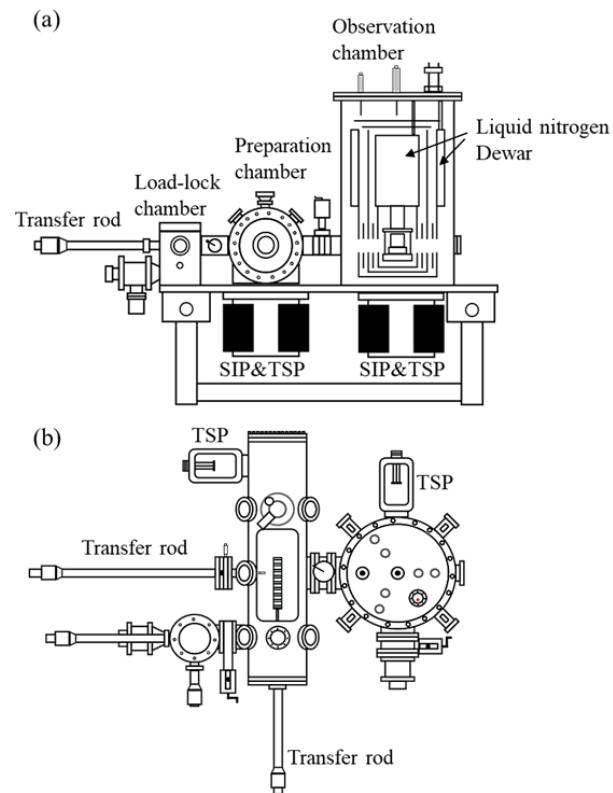 (a)
Observation
chamber
Liquid nitrogen
Dewar
Preparation
chamber
Load-lock
chamber
Transfer rod
SIP&TSP
SIP&TSP
(b)
TSP
TSP
Transfer rod
Transfer rod